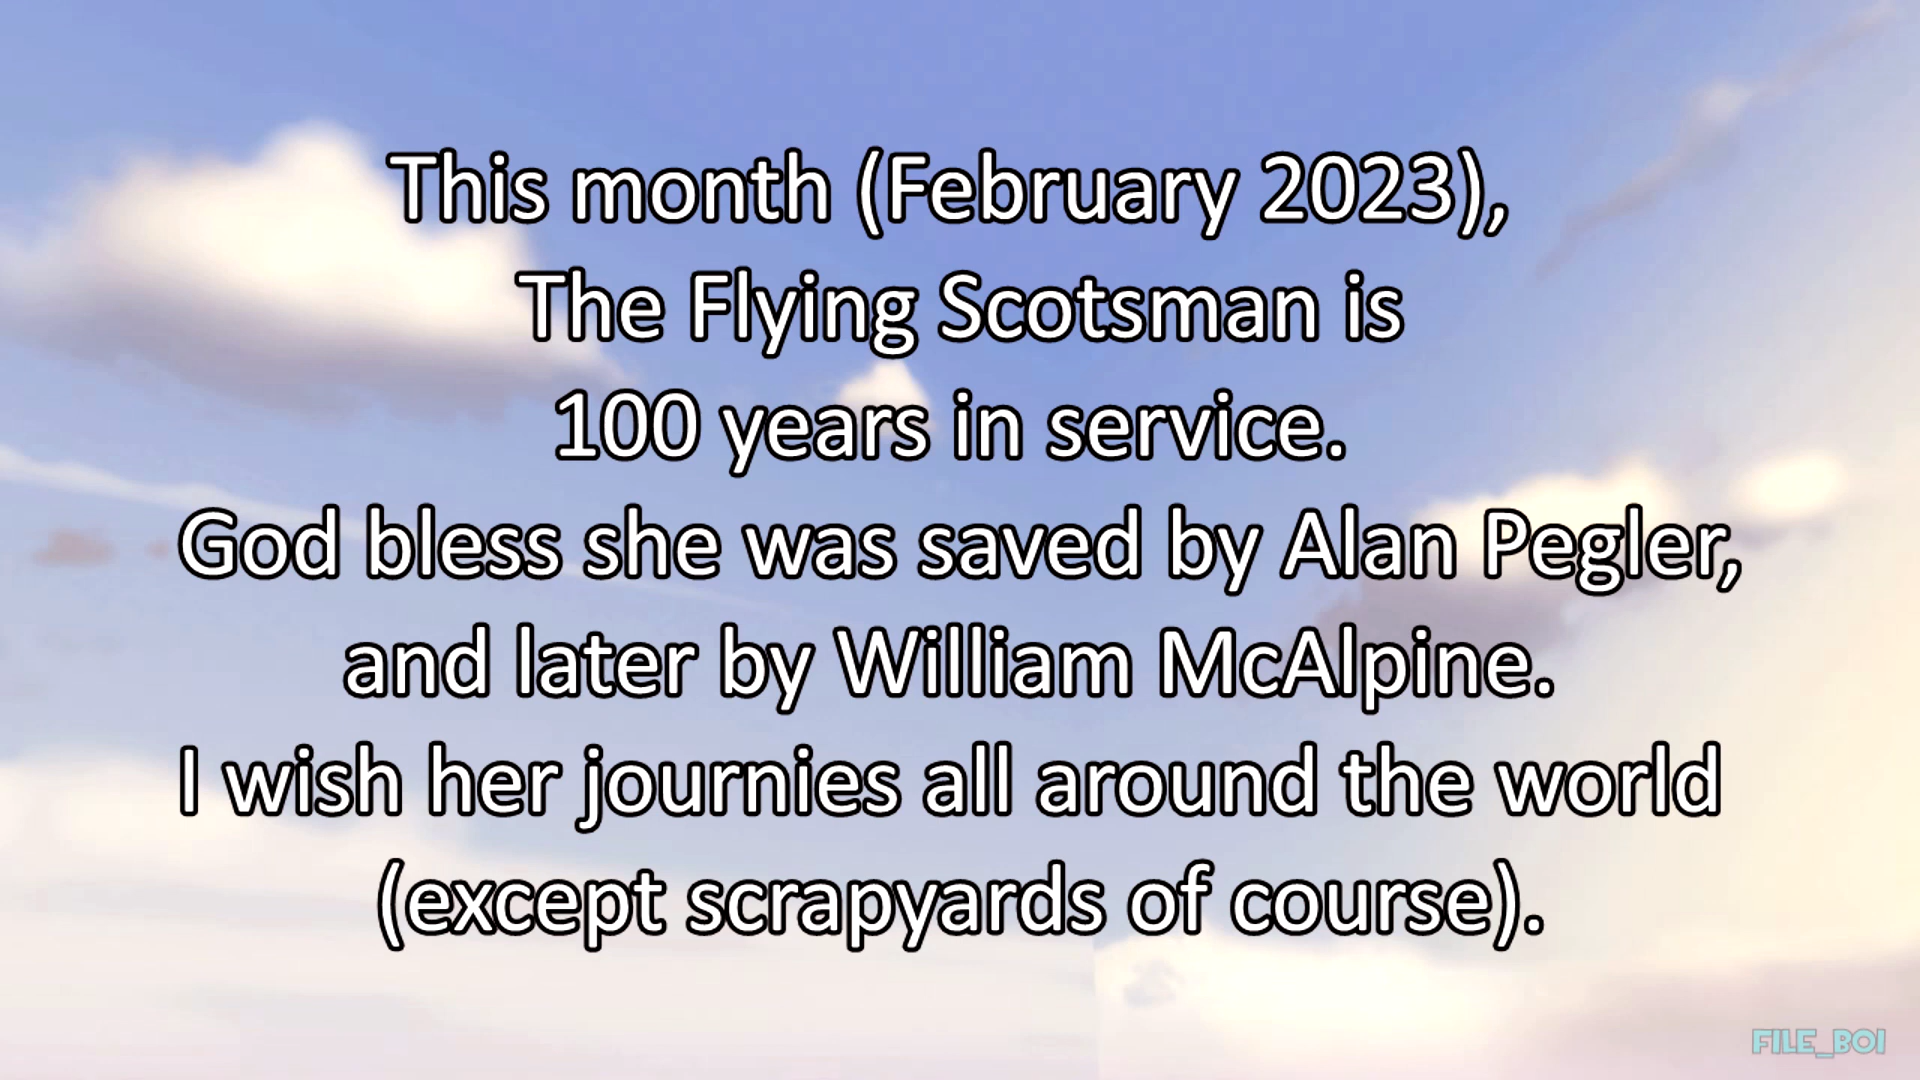 This month (February 2023),
The Flying Scotsman is
100 years in service.
God bless she was saved by Alan Pegler,
and later by William McAlpine.
I wish her journies all around the world
(except scrapyards of course).
FILE_BOI